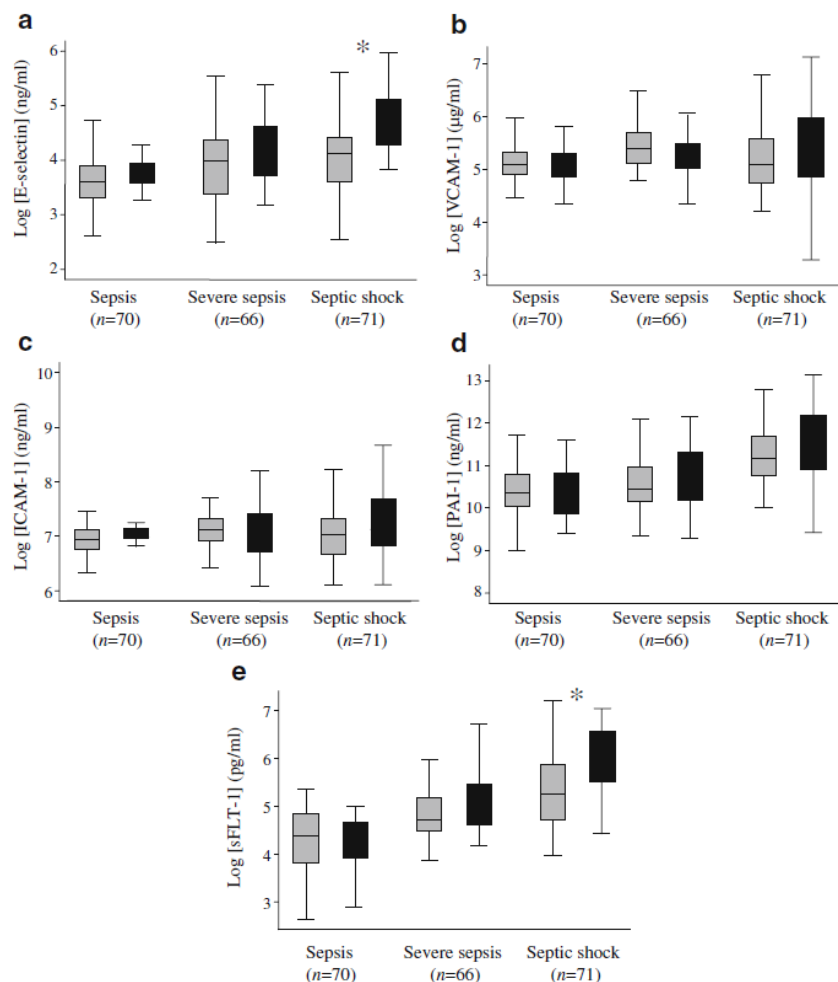 a
Log [E-selectin] (ng/ml)
6
5
4
3
2
*
Sepsis Severe sepsis Septic shock
(n=70) (n=66) (n=71)
b
Log [VCAM-1] (µg/ml)
7
6
5
4
3
Sepsis Severe sepsis Septic shock
(n=70) (n=66) (n=71)
c
Log [ICAM-1] (ng/ml)
10
9
8
7
6
Sepsis Severe sepsis Septic shock
(n=70) (n=66) (n=71)
d
Log [PAI-1] (ng/ml)
13
12
11
10
9
8
Sepsis Severe sepsis Septic shock
(n=70) (n=66) (n=71)
e
Log [sFLT-1] (pg/ml)
7
6
5
4
3
*
Sepsis Severe sepsis Septic shock
(n=70) (n=66) (n=71)